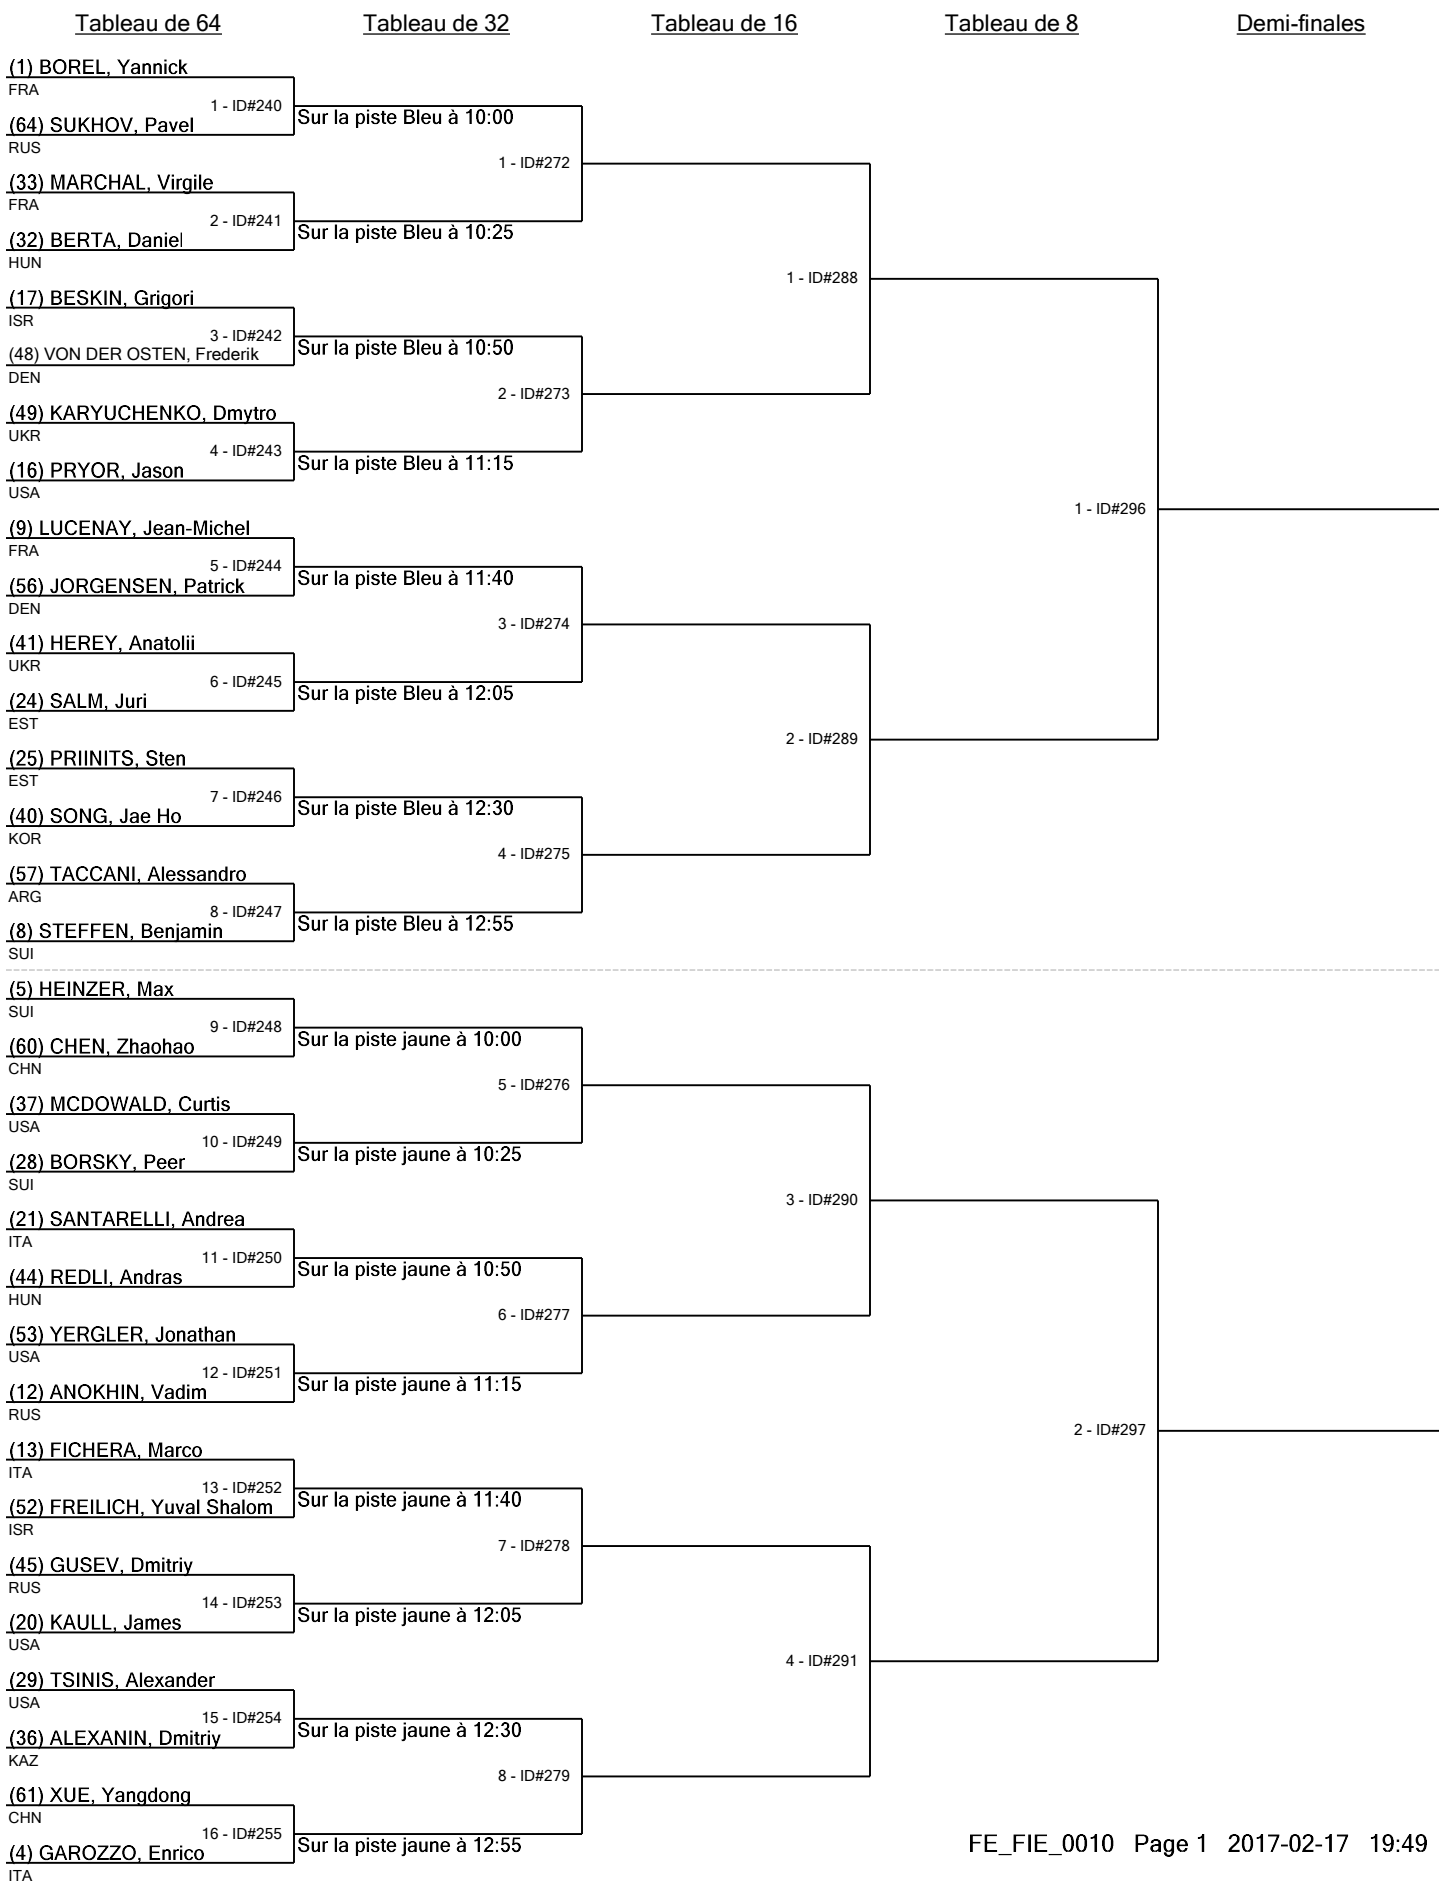 Tableau de 64 Tableau de 32 Tableau de 16 Tableau de 8 Demi-finales
(1) BOREL, Yannick
FRA
1 - ID#240
Sur la piste Bleu à 10:00
(64) SUKHOV, Pavel
RUS
1 - ID#272
(33) MARCHAL, Virgile
FRA
2 - ID#241
Sur la piste Bleu à 10:25
(32) BERTA, Daniel
HUN
1 - ID#288
(17) BESKIN, Grigori
ISR
3 - ID#242
Sur la piste Bleu à 10:50
(48) VON DER OSTEN, Frederik
DEN
2 - ID#273
(49) KARYUCHENKO, Dmytro
UKR
4 - ID#243
Sur la piste Bleu à 11:15
(16) PRYOR, Jason
USA
1 - ID#296
(9) LUCENAY, Jean-Michel
FRA
5 - ID#244
Sur la piste Bleu à 11:40
(56) JORGENSEN, Patrick
DEN
3 - ID#274
(41) HEREY, Anatolii
UKR
6 - ID#245
Sur la piste Bleu à 12:05
(24) SALM, Juri
EST
2 - ID#289
(25) PRIINITS, Sten
EST
7 - ID#246
Sur la piste Bleu à 12:30
(40) SONG, Jae Ho
KOR
4 - ID#275
(57) TACCANI, Alessandro
ARG
8 - ID#247
Sur la piste Bleu à 12:55
(8) STEFFEN, Benjamin
SUI
(5) HEINZER, Max
SUI
9 - ID#248
Sur la piste jaune à 10:00
(60) CHEN, Zhaohao
CHN
5 - ID#276
(37) MCDOWALD, Curtis
USA
10 - ID#249
Sur la piste jaune à 10:25
(28) BORSKY, Peer
SUI
3 - ID#290
(21) SANTARELLI, Andrea
ITA
11 - ID#250
Sur la piste jaune à 10:50
(44) REDLI, Andras
HUN
6 - ID#277
(53) YERGLER, Jonathan
USA
12 - ID#251
Sur la piste jaune à 11:15
(12) ANOKHIN, Vadim
RUS
2 - ID#297
(13) FICHERA, Marco
ITA
13 - ID#252
Sur la piste jaune à 11:40
(52) FREILICH, Yuval Shalom
ISR
7 - ID#278
(45) GUSEV, Dmitriy
RUS
14 - ID#253
Sur la piste jaune à 12:05
(20) KAULL, James
USA
4 - ID#291
(29) TSINIS, Alexander
USA
15 - ID#254
Sur la piste jaune à 12:30
(36) ALEXANIN, Dmitriy
KAZ
8 - ID#279
(61) XUE, Yangdong
CHN
16 - ID#255
Sur la piste jaune à 12:55
(4) GAROZZO, Enrico
ITA
FE_FIE_0010 Page 1 2017-02-17 19:49